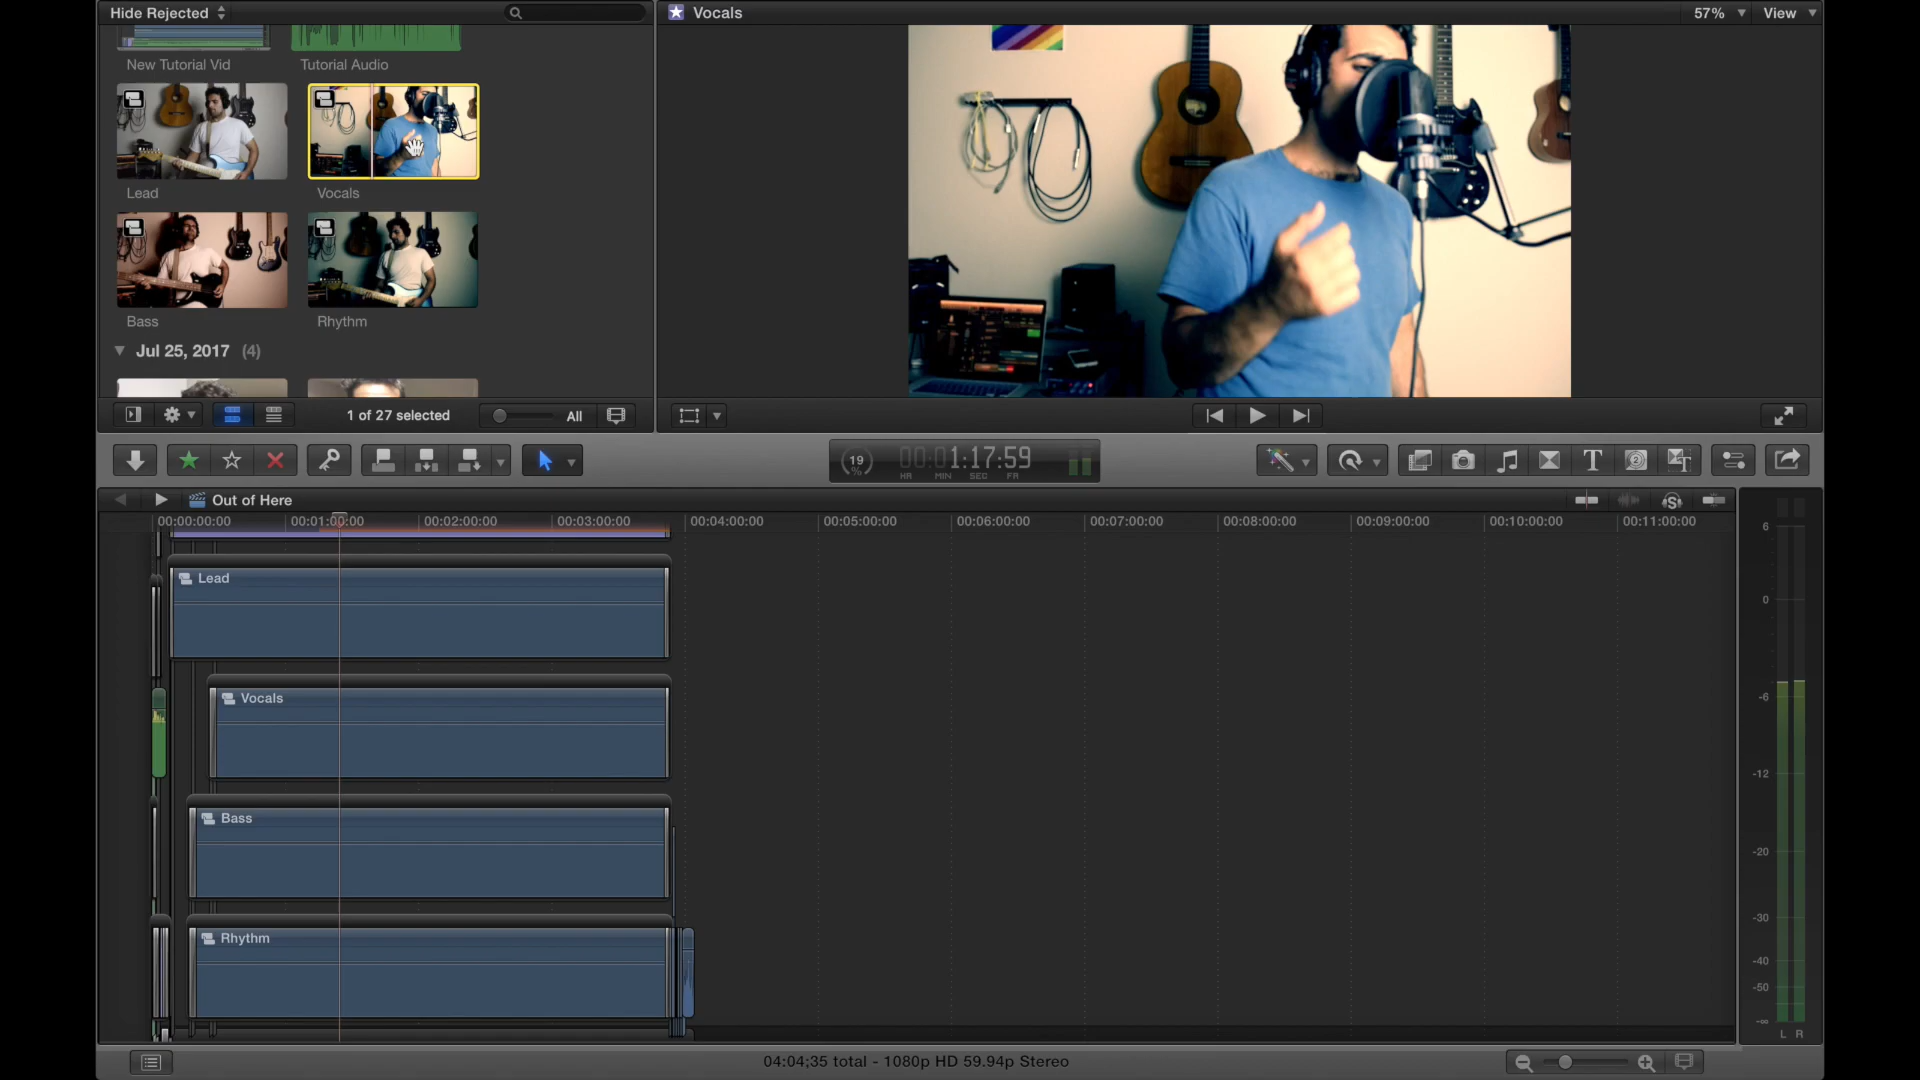 Hide Rejected
Vocals
57%
View
New Tutorial Vid
Tutorial Audio
Lead
Vocals
Bass
Rhythm
Jul 25, 2017 (4)
1 of 27 selected
All
19 %
00:01:17:59
HR MIN SEC FR
Out of Here
00:00:00:00
00:01:00:00
00:02:00:00
00:03:00:00
00:04:00:00
00:05:00:00
00:06:00:00
00:07:00:00
00:08:00:00
00:09:00:00
00:10:00:00
00:11:00:00
6
0
-6
-12
-20
-30
-40
-50
-∞
L R
Lead
Vocals
Bass
Rhythm
04:04;35 total - 1080p HD 59.94p Stereo